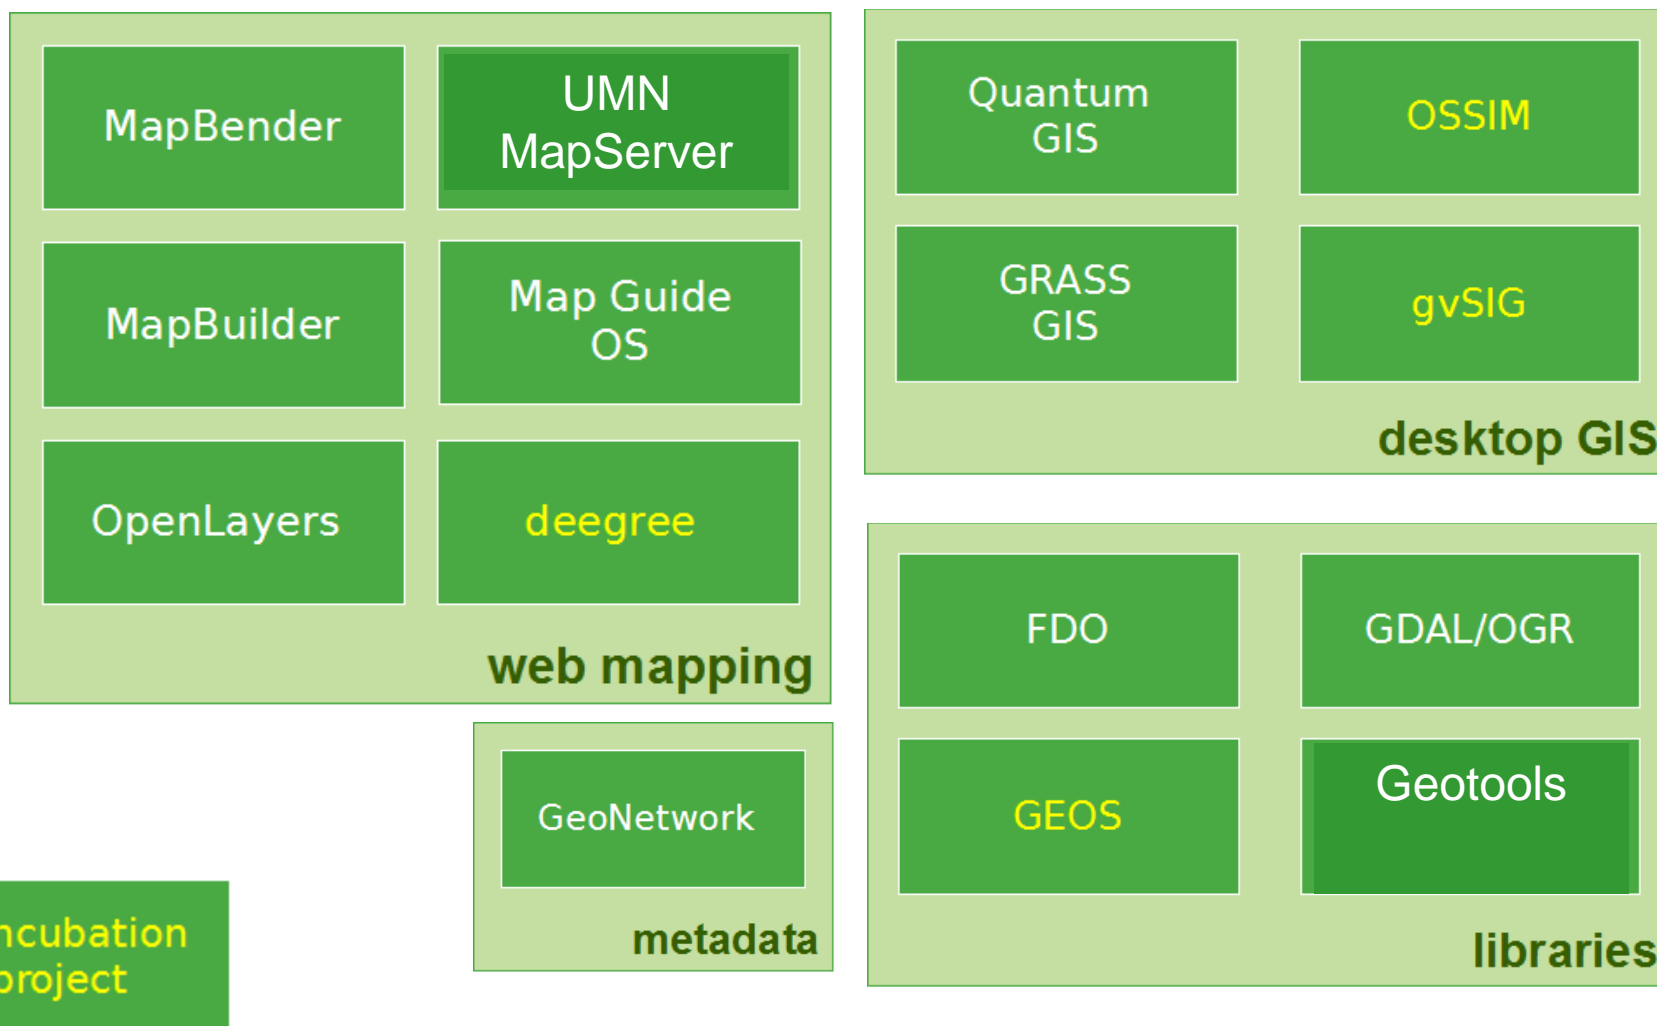 MapBender
UMN
MapServer
MapBuilder
Map Guide
OS
OpenLayers
deegree
web mapping
Quantum
GIS
OSSIM
GRASS
GIS
gvSIG
desktop GIS
FDO
GDAL/OGR
GEOS
Geotools
libraries
GeoNetwork
metadata
ncubation
project